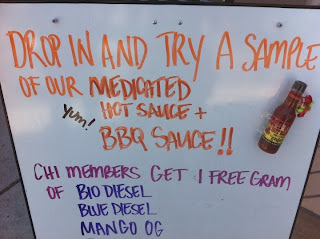 DROP IN AND TRY A SAMPLE
OF OUR MEDICATED
YUM! HOT SAUCE +
BBQ SAUCE!!
CHI MEMBERS GET 1 FREE GRAM
OF BIO DIESEL
BLUE DIESEL
MANGO OG